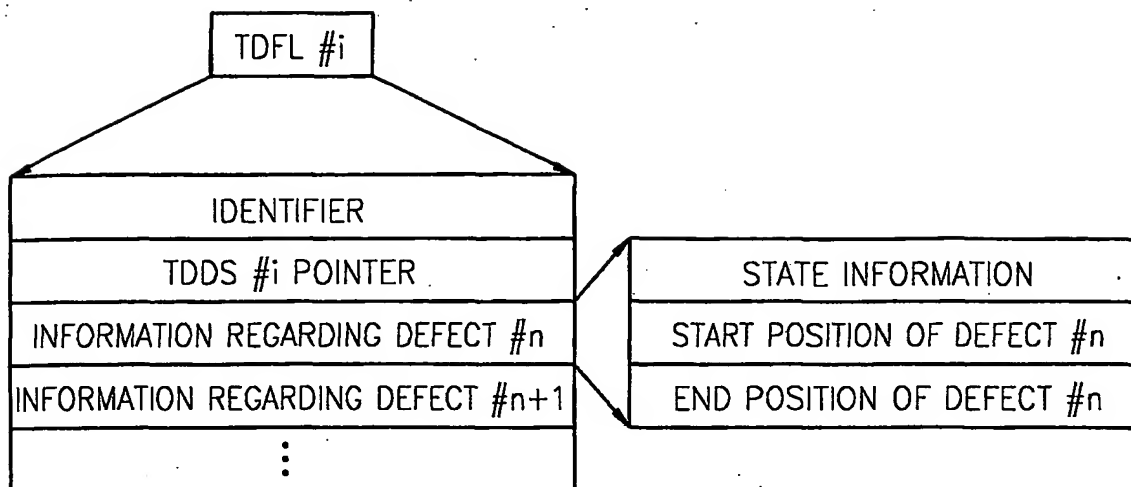 TDFL #i
IDENTIFIER
TDDS #i POINTER
INFORMATION REGARDING DEFECT #n
INFORMATION REGARDING DEFECT #n+1
⋮
STATE INFORMATION
START POSITION OF DEFECT #n
END POSITION OF DEFECT #n